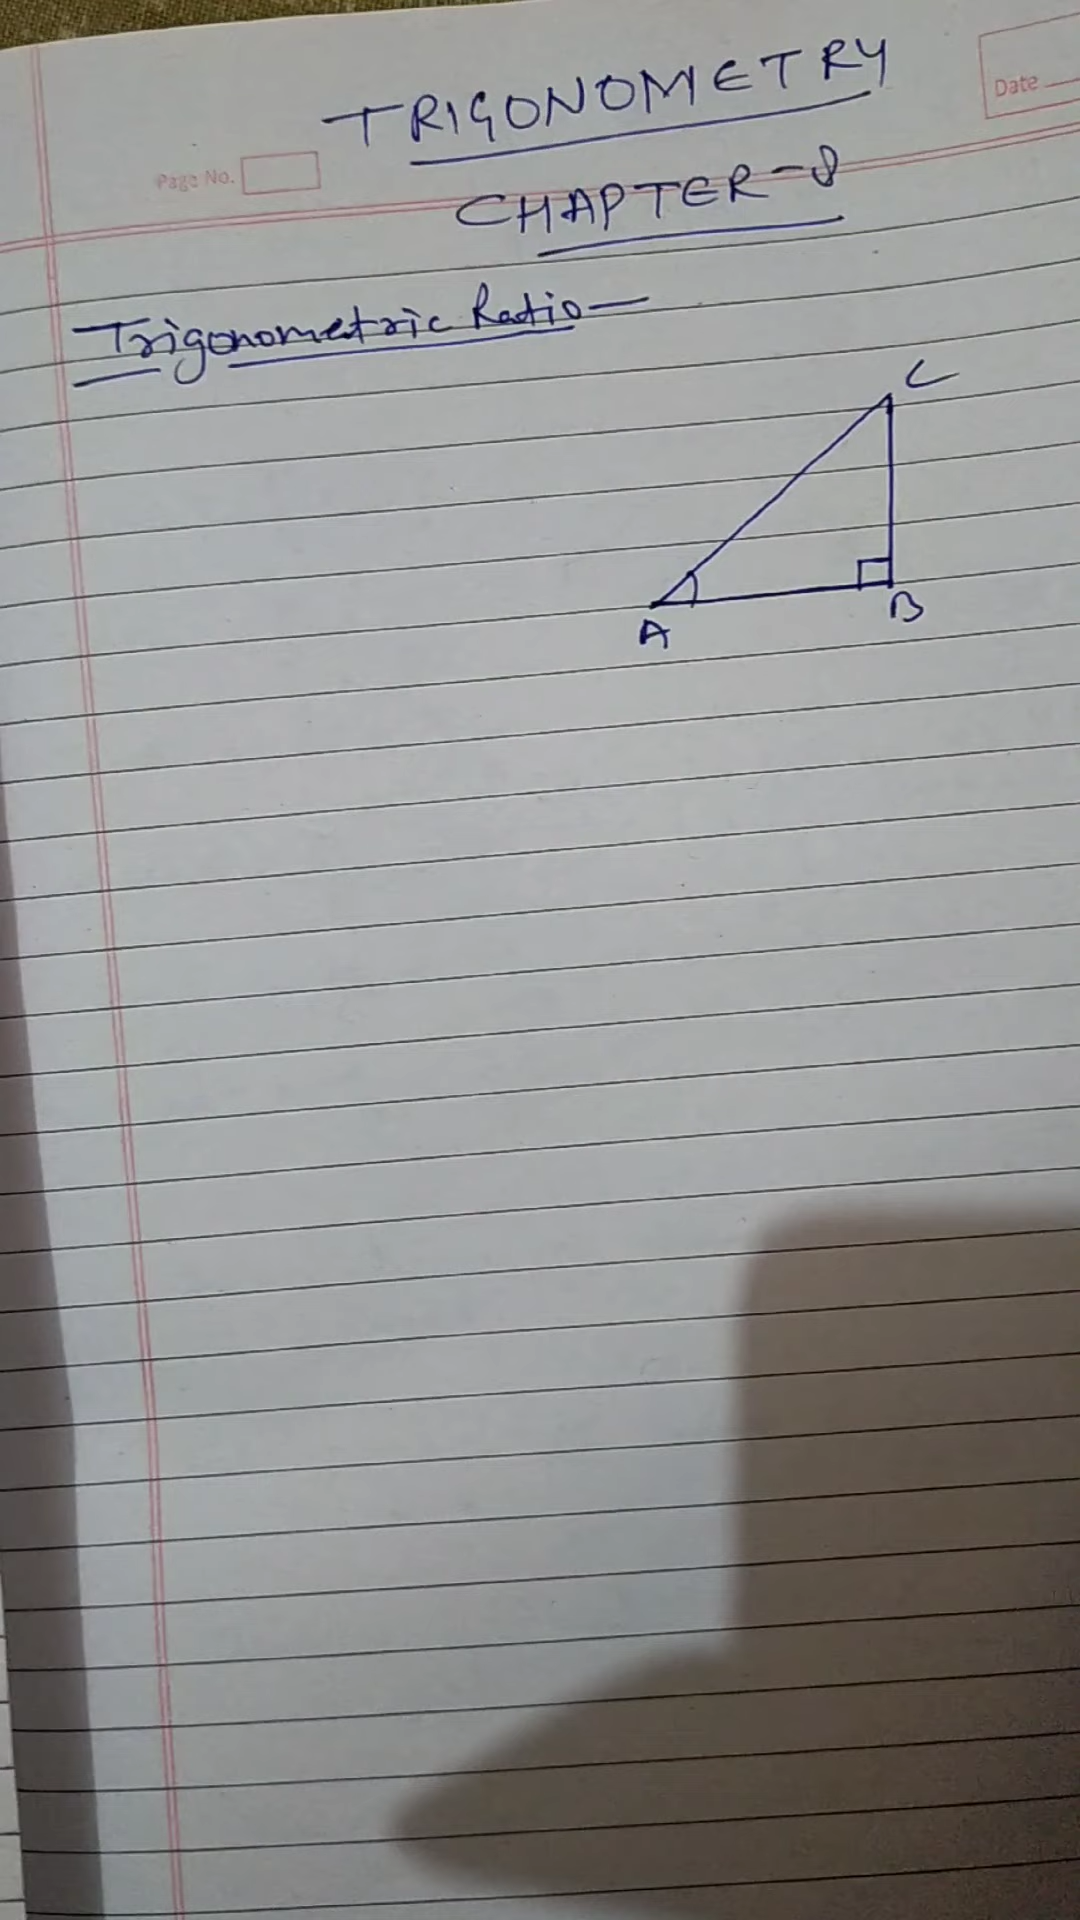 TRIGONOMETRY
Date
Page No.
CHAPTER-8
Trigonometric Ratio-
C
A
B